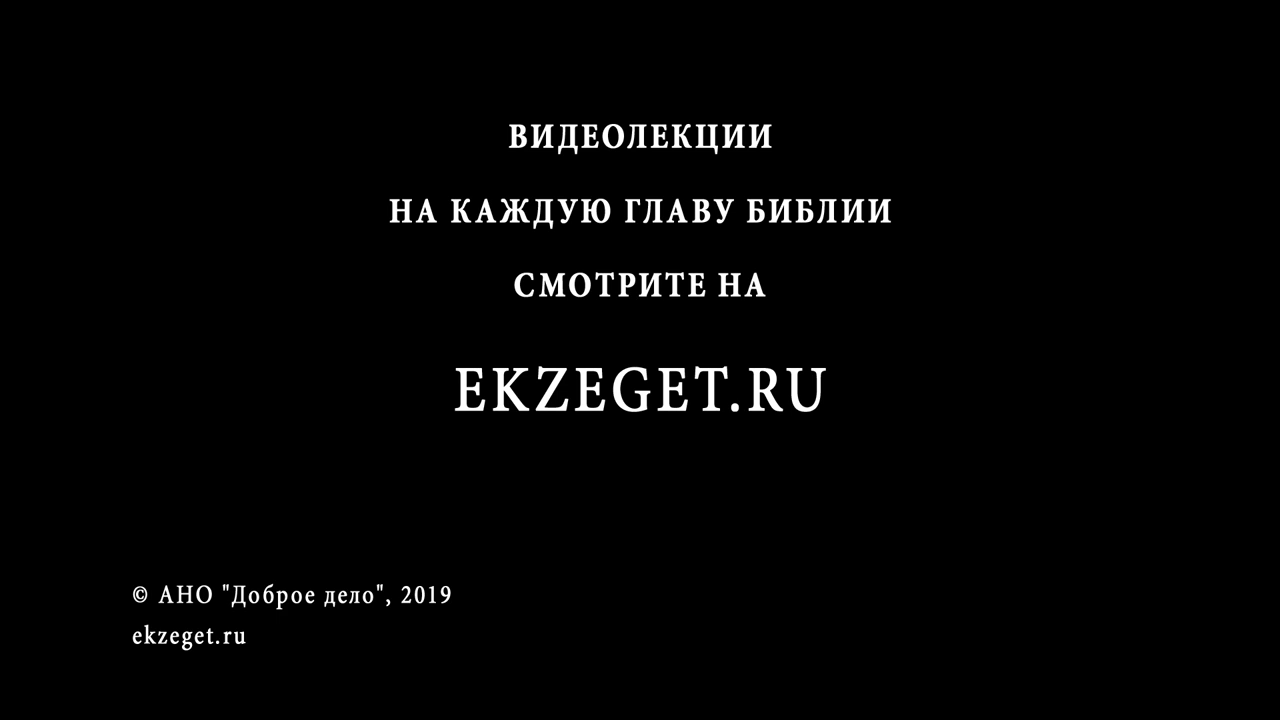 ВИДЕОЛЕКЦИИ
НА КАЖДУЮ ГЛАВУ БИБЛИИ
СМОТРИТЕ НА
EKZEGET.RU
© АНО "Доброе дело", 2019
ekzeget.ru